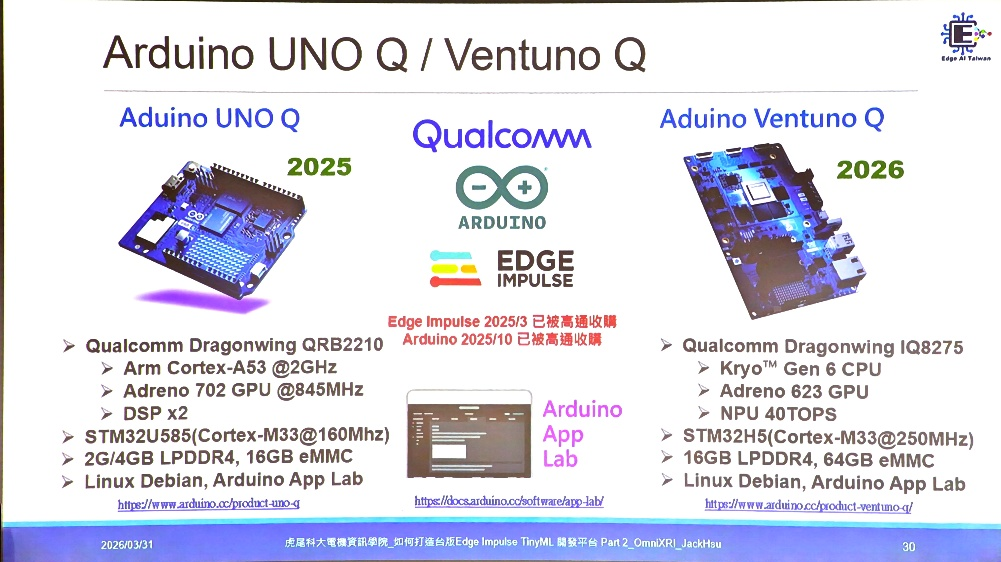 Arduino UNO Q / Ventuno Q
Edge AI Taiwan
Aduino UNO Q
2025
Qualcomm
ARDUINO
EDGE
IMPULSE
Edge Impulse 2025/3 已被高通收購
Arduino 2025/10 已被高通收購
Aduino Ventuno Q
2026
Qualcomm Dragonwing QRB2210
Arm Cortex-A53 @2GHz
Adreno 702 GPU @845MHz
DSP x2
STM32U585(Cortex-M33@160Mhz)
2G/4GB LPDDR4, 16GB eMMC
Linux Debian, Arduino App Lab
https://www.arduino.cc/product-uno-q
Arduino
App
Lab
https://docs.arduino.cc/software/app-lab/
Qualcomm Dragonwing IQ8275
Kryo™ Gen 6 CPU
Adreno 623 GPU
NPU 40TOPS
STM32H5(Cortex-M33@250MHz)
16GB LPDDR4, 64GB eMMC
Linux Debian, Arduino App Lab
https://www.arduino.cc/product-ventuno-q/
2026/03/31
虎尾科大電機資訊學院_如何打造台版Edge Impulse TinyML 開發平台 Part 2_OmniXRI_JackHsu
30